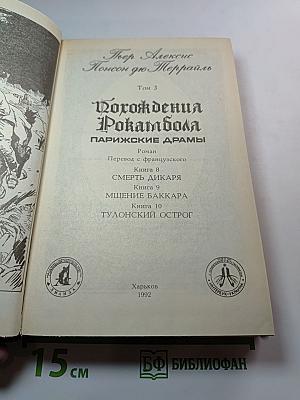 Пьер Алексис
Понсон дю Террайль
Том 3
Похождения
Рокамболя
ПАРИЖСКИЕ ДРАМЫ
Роман
Перевод с французского
Книга 8
СМЕРТЬ ДИКАРЯ
Книга 9
МЩЕНИЕ БАККАРА
Книга 10
ТУЛОНСКИЙ ОСТРОГ
Харьков
1992
15 см
БФ БИБЛИОФАН